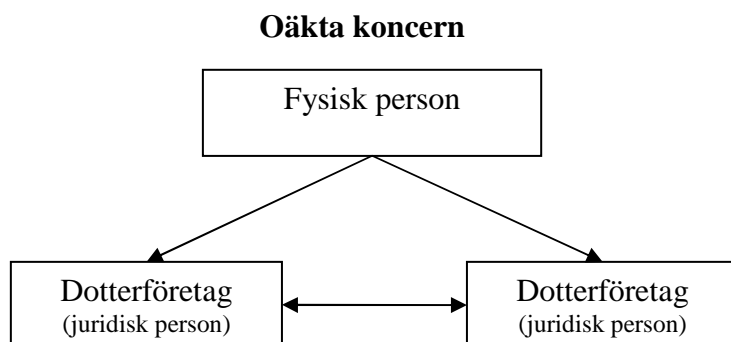 Oäkta koncern
Fysisk person
Dotterföretag
(juridisk person)
Dotterföretag
(juridisk person)